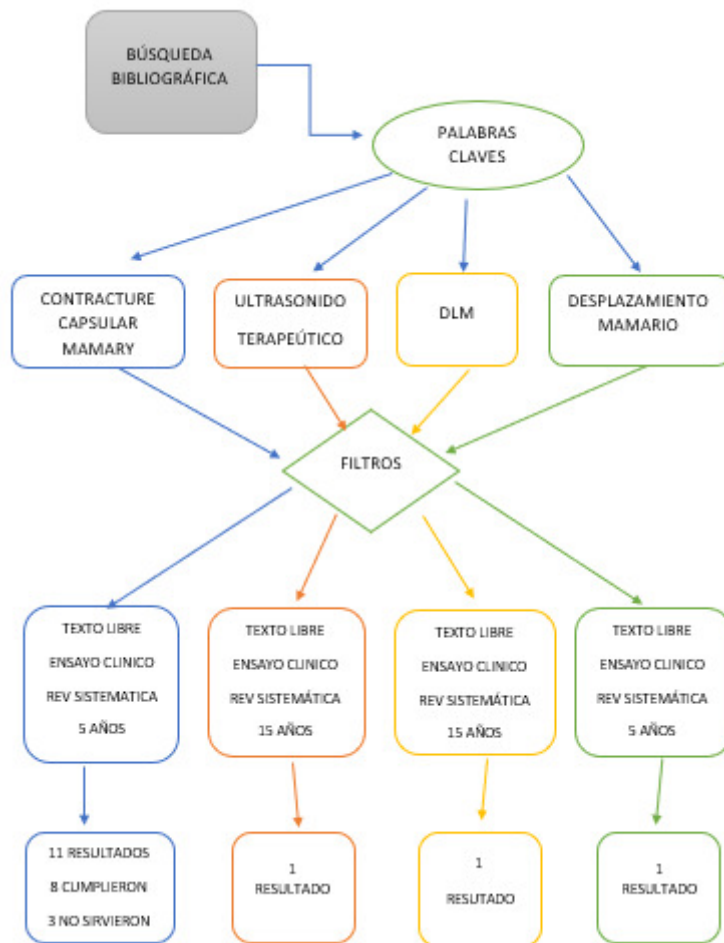 BÚSQUEDA
BIBLIOGRÁFICA
PALABRAS
CLAVES
CONTRACTURE
CAPSULAR
MAMARY
ULTRASONIDO
TERAPEÚTICO
DLM
DESPLAZAMIENTO
MAMARIO
FILTROS
TEXTO LIBRE
ENSAYO CLINICO
REV SISTEMATICA
5 AÑOS
TEXTO LIBRE
ENSAYO CLINICO
REV SISTEMÁTICA
15 AÑOS
TEXTO LIBRE
ENSAYO CLINICO
REV SISTEMÁTICA
15 AÑOS
TEXTO LIBRE
ENSAYO CLINICO
REV SISTEMÁTICA
5 AÑOS
11 RESULTADOS
8 CUMPLIERON
3 NO SIRVIERON
1
RESULTADO
1
RESUTADO
1
RESULTADO